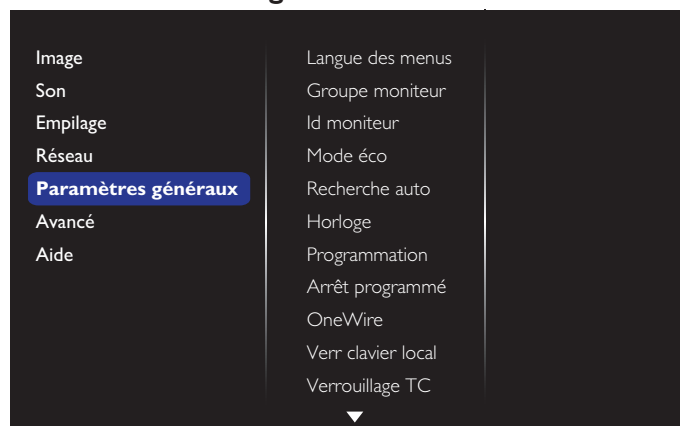 Image
Son
Empilage
Réseau
Paramètres généraux
Avancé
Aide
Langue des menus
Groupe moniteur
Id moniteur
Mode éco
Recherche auto
Horloge
Programmation
Arrêt programmé
OneWire
Verr clavier local
Verrouillage TC